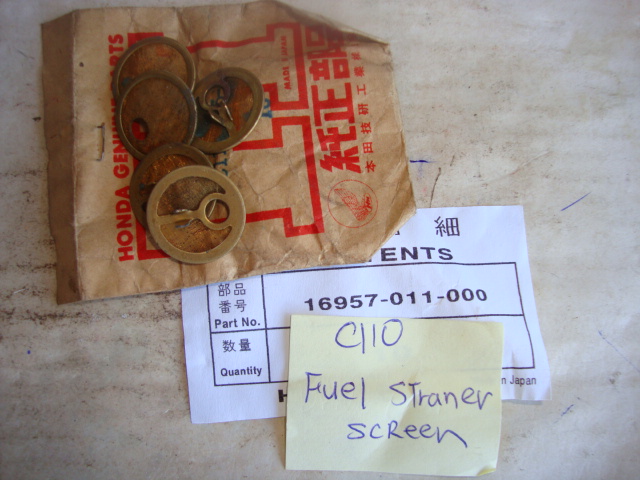 HONDA GENUINE PARTS
MADE IN JAPAN
純正部
本田技研工業
細
ENTS
部品
番号
Part No.
16957-011-000
数量
Quantity
H
in Japan
C110
Fuel Straner
Screen